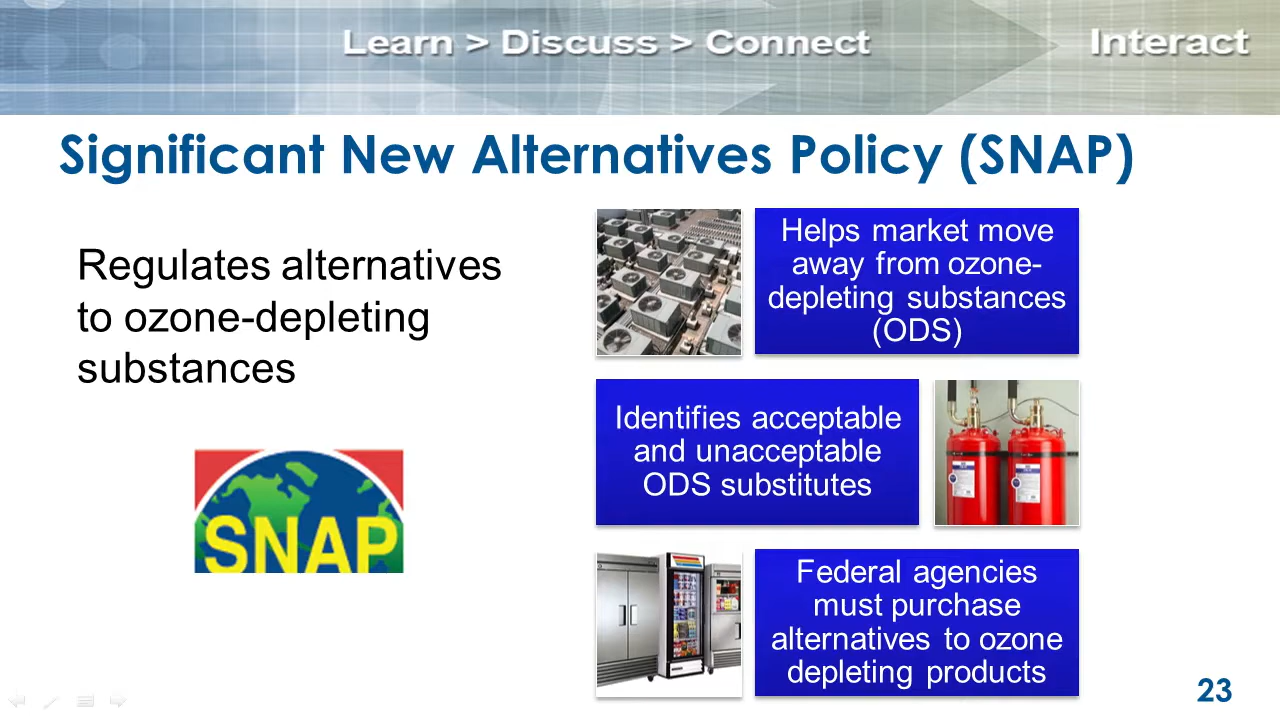 Learn > Discuss > Connect
Interact
Significant New Alternatives Policy (SNAP)
Regulates alternatives
to ozone-depleting
substances
SNAP
Helps market move
away from ozone-
depleting substances
(ODS)
Identifies acceptable
and unacceptable
ODS substitutes
Federal agencies
must purchase
alternatives to ozone
depleting products
23